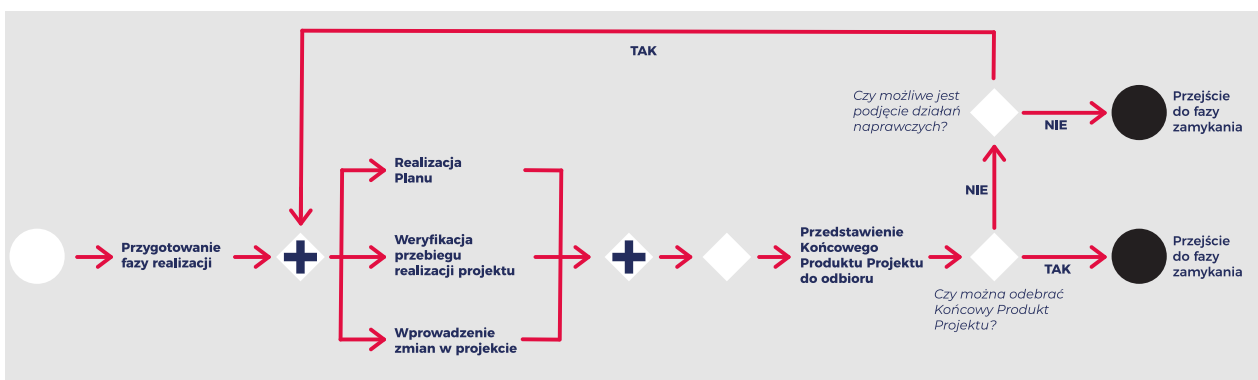 TAK
Czy możliwe jest
podjęcie działań
naprawczych?
NIE
Przejście
do fazy
zamykania
Realizacja
Planu
NIE
Przygotowanie
fazy realizacji
Weryfikacja
przebiegu
realizacji projektu
Przedstawienie
Końcowego
Produktu Projektu
do odbioru
TAK
Przejście
do fazy
zamykania
Czy można odebrać
Końcowy Produkt
Projektu?
Wprowadzenie
zmian w projekcie